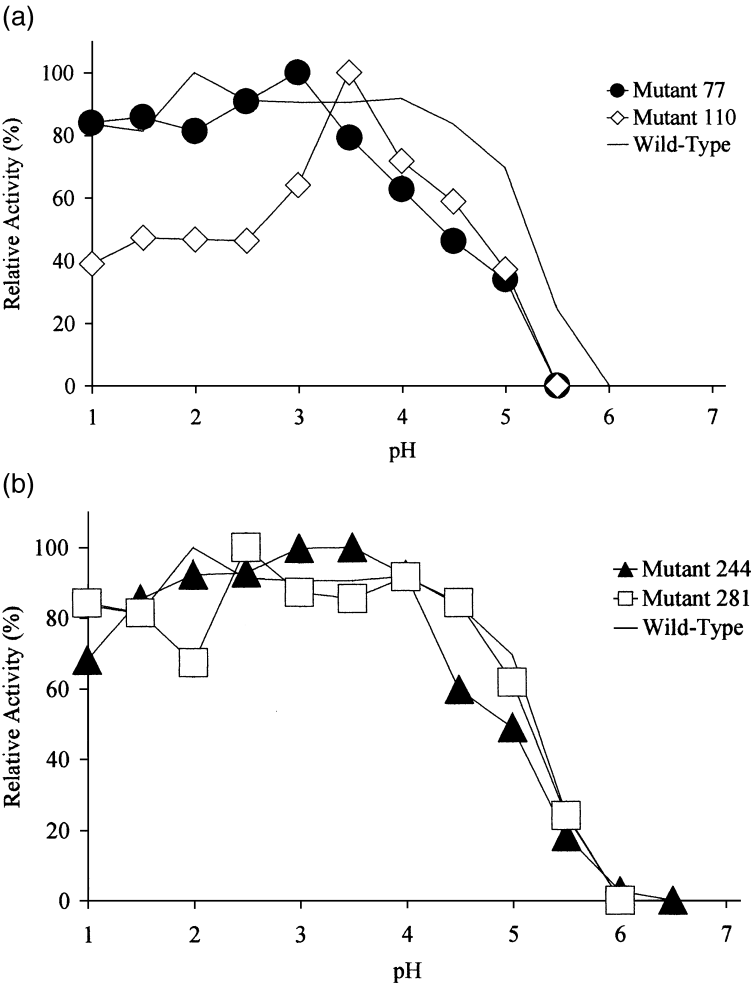 (a)
Relative Activity (%)
100
80
60
40
20
0
1 2 3 4 5 6 7
pH
Mutant 77
Mutant 110
Wild-Type
(b)
Relative Activity (%)
100
80
60
40
20
0
1 2 3 4 5 6 7
pH
Mutant 244
Mutant 281
Wild-Type